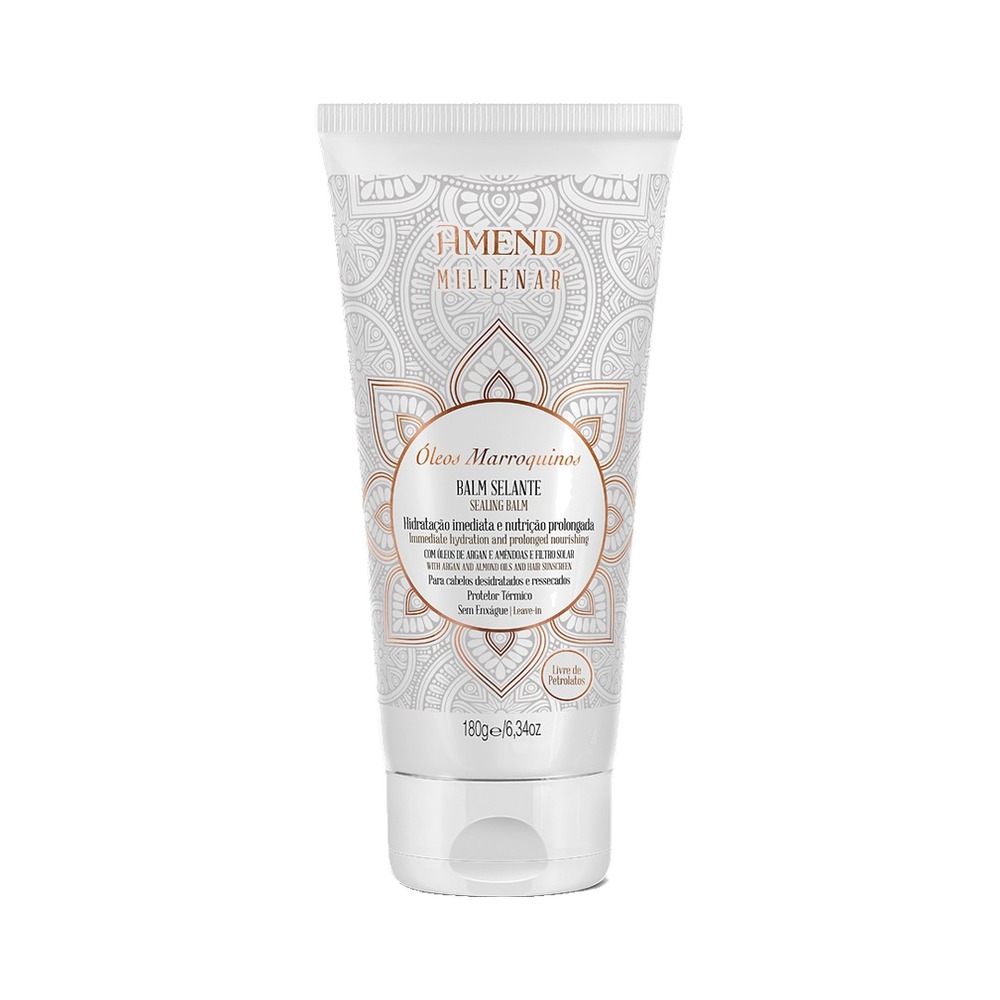 AMEND
MILLENAR
Óleos Marroquinos
BALM SELANTE
SEALING BALM
Hidratação imediata e nutrição prolongada
Immediate hydration and prolonged nourishing
COM ÓLEOS DE ARGAN E AMÊNDOAS E FILTRO SOLAR
WITH ARGAN AND ALMOND OILS AND HAIR SUNSCREEN
Para cabelos desidratados e ressecados
Protetor Térmico
Sem Enxágue | Leave-in
Livre de
Petrolatos
180g℮/6,34oz